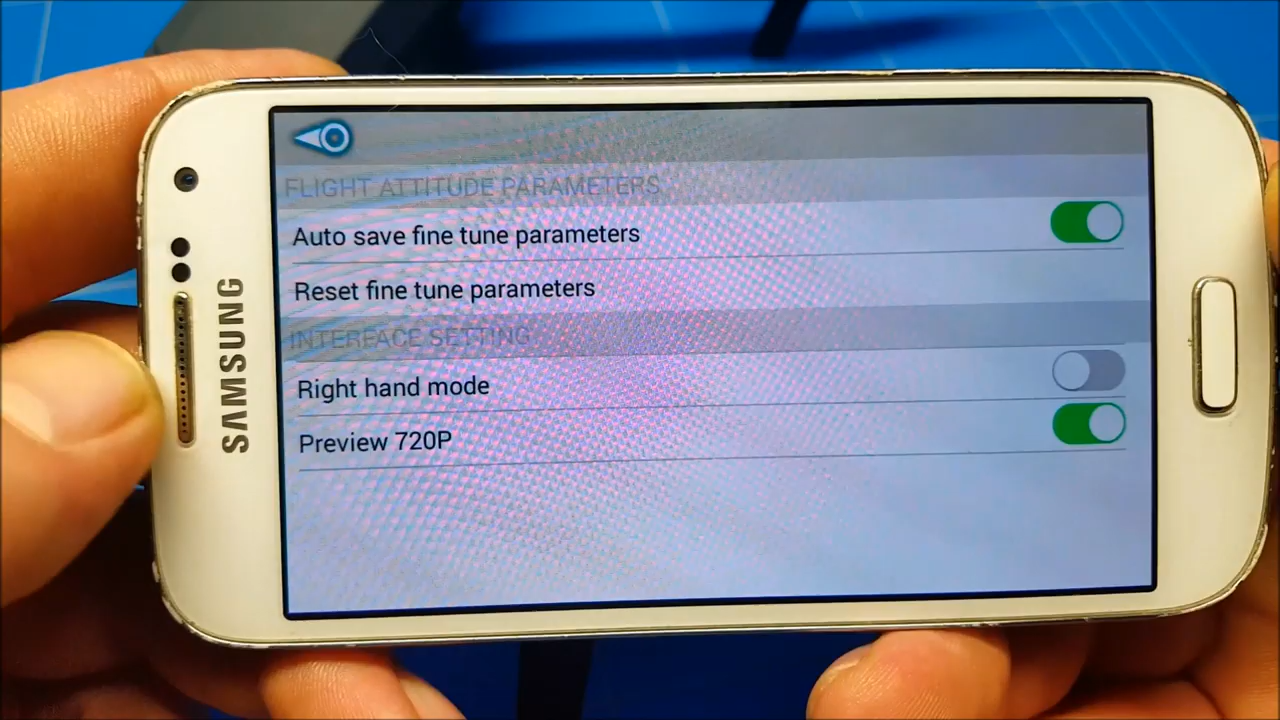 SAMSUNG
FLIGHT ATTITUDE PARAMETERS
Auto save fine tune parameters
Reset fine tune parameters
INTERFACE SETTING
Right hand mode
Preview 720P